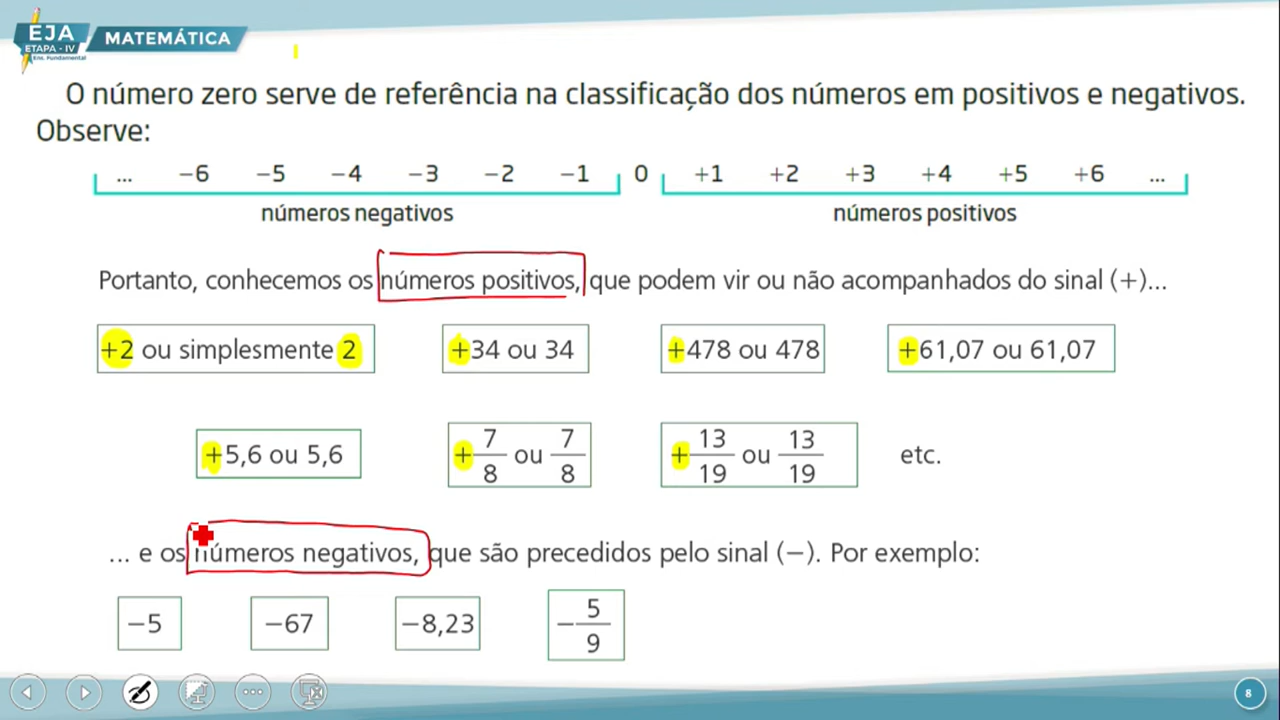 EJA
ETAPA - IV
Ens. Fundamental
MATEMÁTICA
O número zero serve de referência na classificação dos números em positivos e negativos.
Observe:
... −6 −5 −4 −3 −2 −1 0 +1 +2 +3 +4 +5 +6 ...
números negativos números positivos
Portanto, conhecemos os números positivos, que podem vir ou não acompanhados do sinal (+)...
+2 ou simplesmente 2 +34 ou 34 +478 ou 478 +61,07 ou 61,07
+5,6 ou 5,6 +7/8 ou 7/8 +13/19 ou 13/19 etc.
... e os números negativos, que são precedidos pelo sinal (−). Por exemplo:
−5 −67 −8,23 −5/9
8